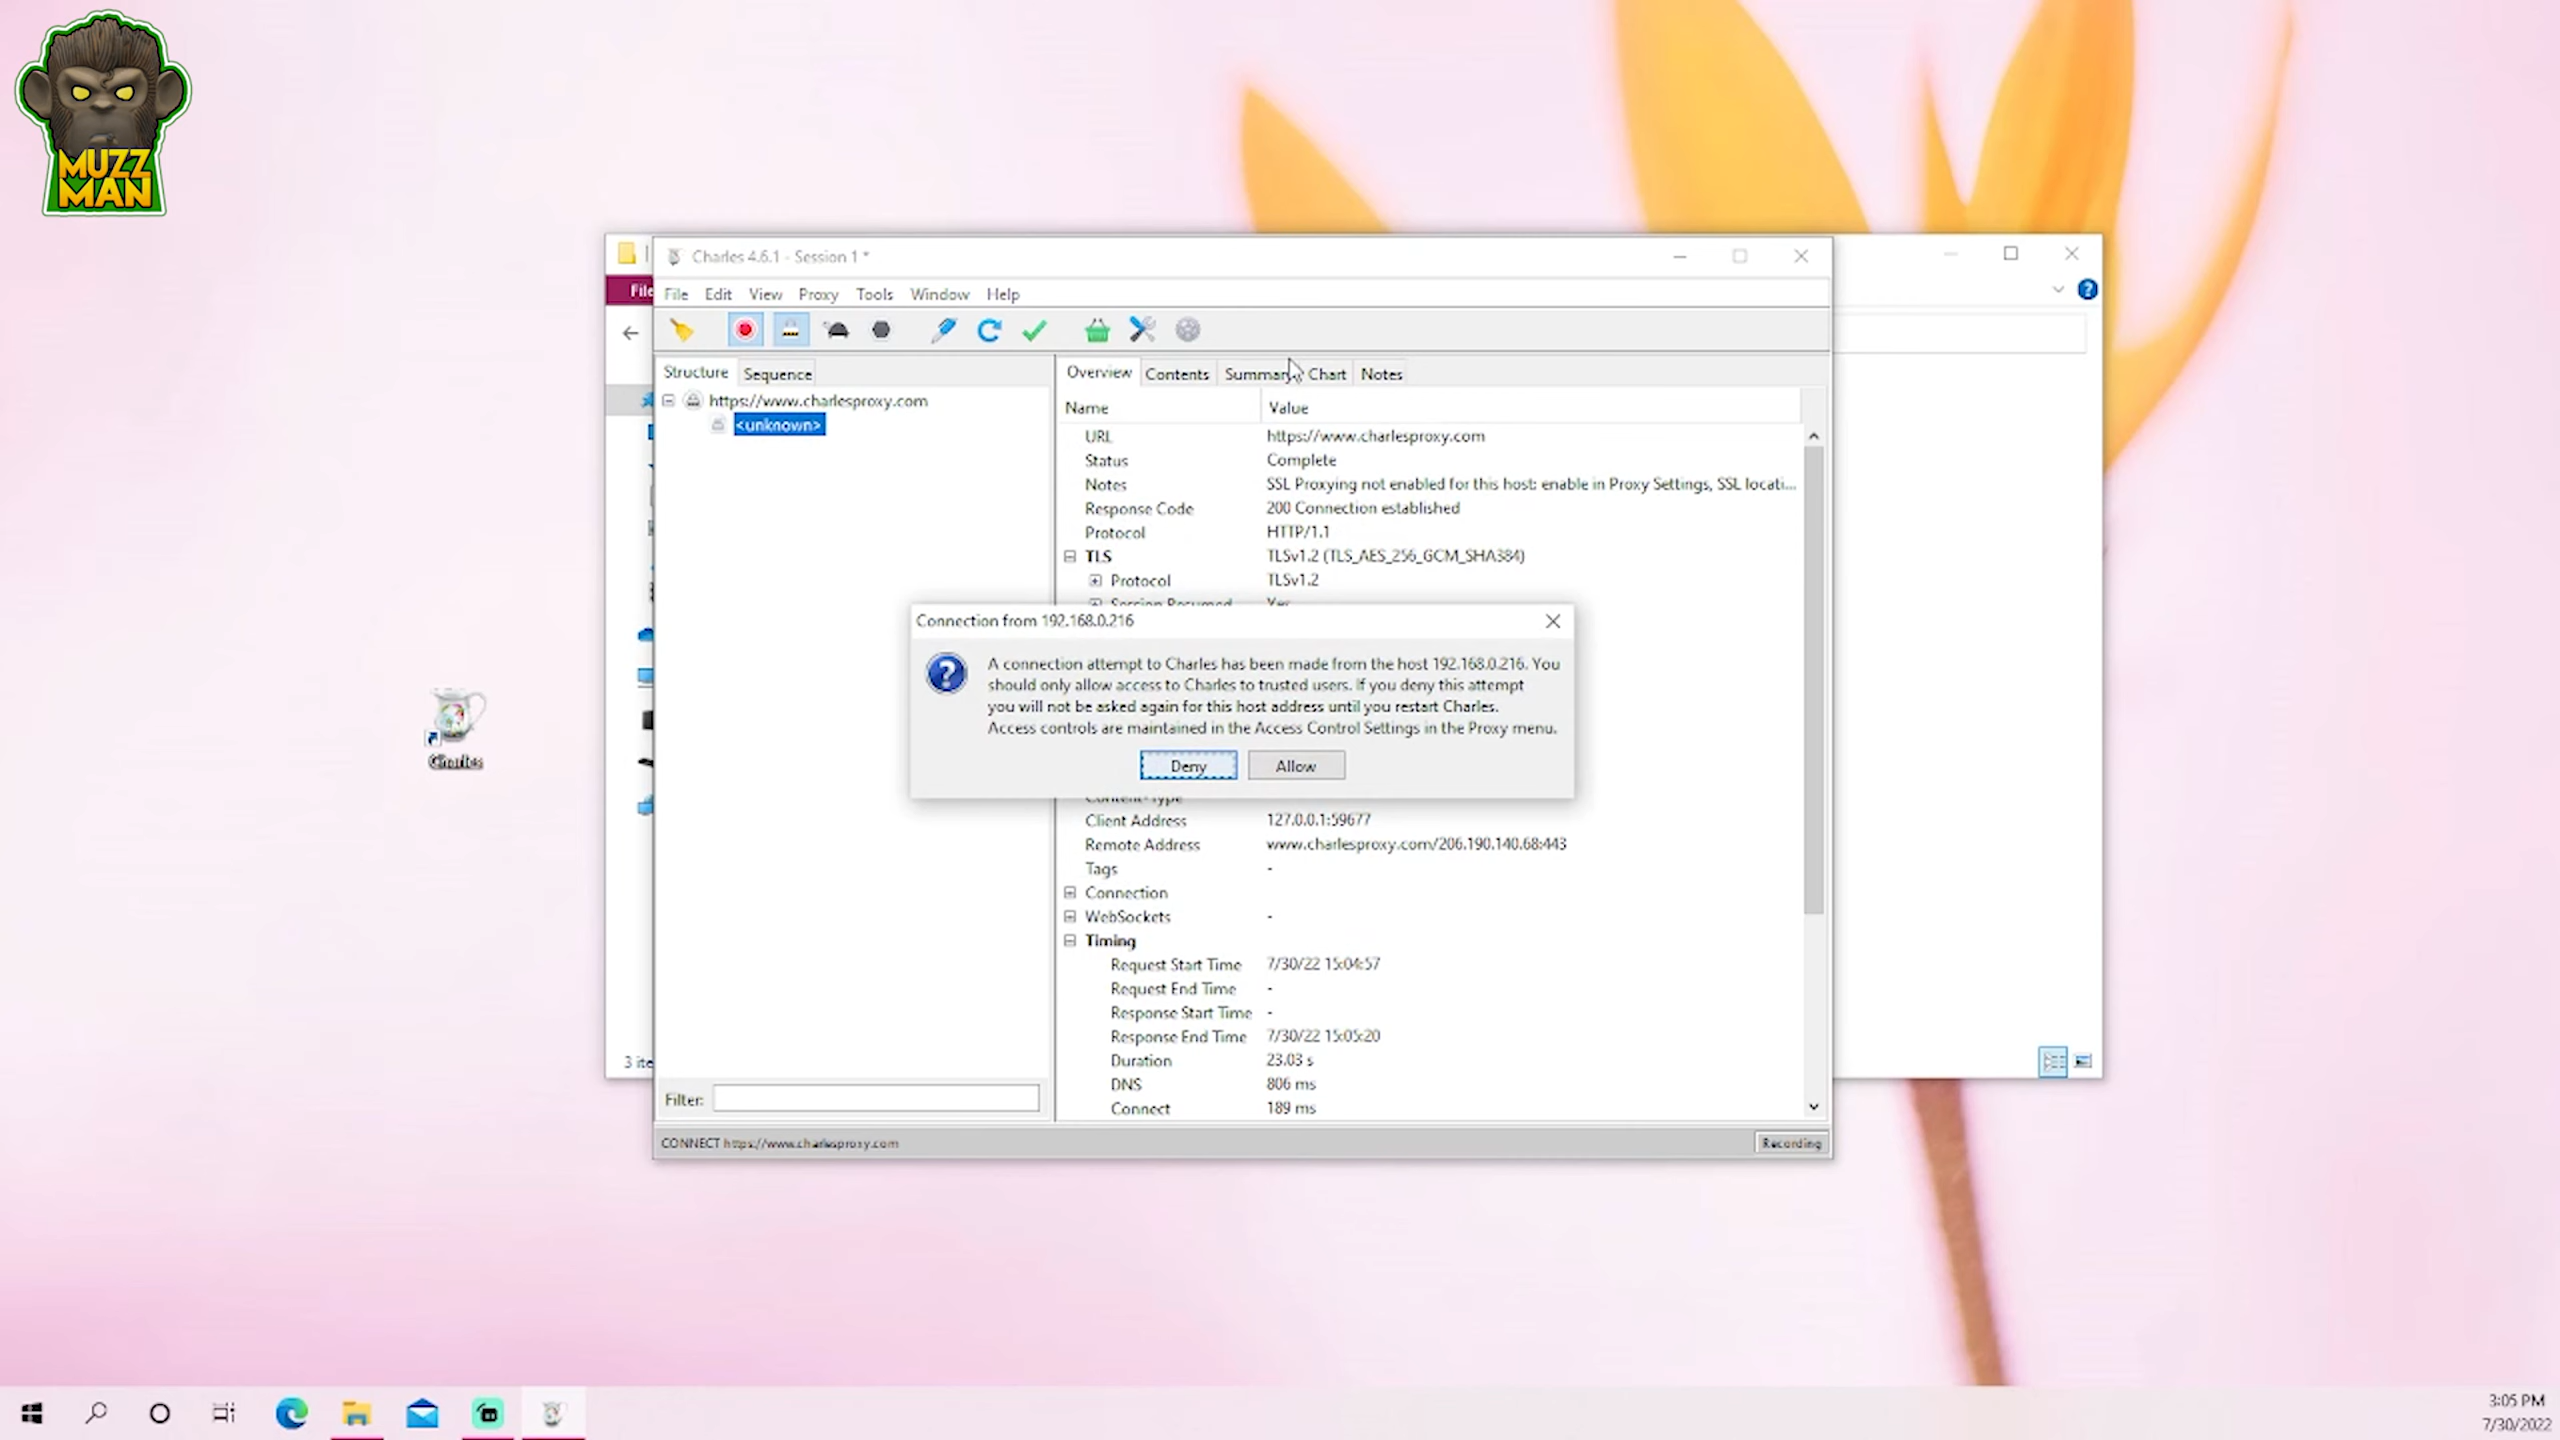 MUZZ
MAN
Charles 4.6.1 - Session 1 *
File
File Edit View Proxy Tools Window Help
Structure Sequence
Overview Contents Summary Chart Notes
https://www.charlesproxy.com
<unknown>
Name Value
URL https://www.charlesproxy.com
Status Complete
Notes SSL Proxying not enabled for this host: enable in Proxy Settings, SSL locati...
Response Code 200 Connection established
Protocol HTTP/1.1
TLS TLSv1.2 (TLS_AES_256_GCM_SHA384)
Protocol TLSv1.2
Session Resumed Yes
Connection from 192.168.0.216
A connection attempt to Charles has been made from the host 192.168.0.216. You
should only allow access to Charles to trusted users. If you deny this attempt
you will not be asked again for this host address until you restart Charles.
Access controls are maintained in the Access Control Settings in the Proxy menu.
Deny Allow
Charles
Content-Type
Client Address 127.0.0.1:59677
Remote Address www.charlesproxy.com/206.190.140.68:443
Tags -
Connection
WebSockets -
Timing
Request Start Time 7/30/22 15:04:57
Request End Time -
Response Start Time -
Response End Time 7/30/22 15:05:20
Duration 23.03 s
DNS 806 ms
Connect 189 ms
3 ite
Filter:
CONNECT https://www.charlesproxy.com
Recording
3:05 PM
7/30/2022